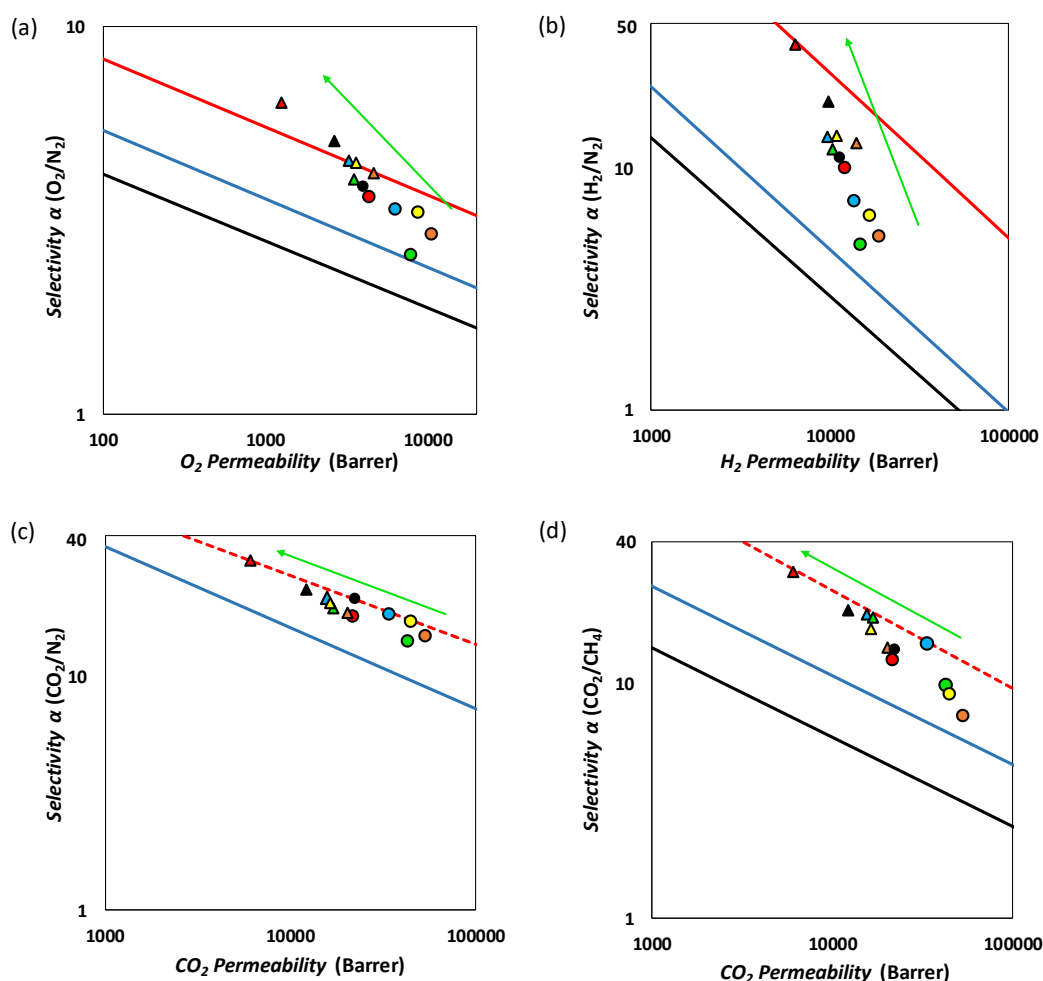 (a)
10
Selectivity α (O2/N2)
1
100
1000
10000
O2 Permeability (Barrer)
(b)
50
10
Selectivity α (H2/N2)
1
1000
10000
100000
H2 Permeability (Barrer)
(c)
40
10
Selectivity α (CO2/N2)
1
1000
10000
100000
CO2 Permeability (Barrer)
(d)
40
10
Selectivity α (CO2/CH4)
1
1000
10000
100000
CO2 Permeability (Barrer)